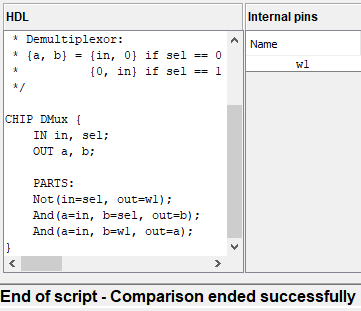 HDL
* Demultiplexor:
* {a, b} = {in, 0} if sel == 0
*          {0, in} if sel == 1
*/
CHIP DMux {
IN in, sel;
OUT a, b;
PARTS:
Not(in=sel, out=w1);
And(a=in, b=sel, out=b);
And(a=in, b=w1, out=a);
}
Internal pins
Name
w1
End of script - Comparison ended successfully